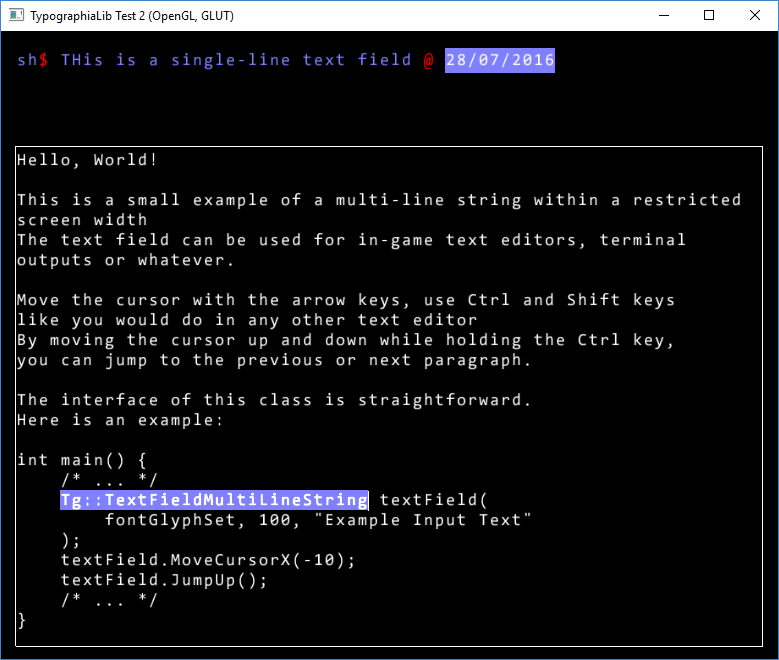 TypographiaLib Test 2 (OpenGL, GLUT)
sh$ THis is a single-line text field @ 28/07/2016
Hello, World!
This is a small example of a multi-line string within a restricted
screen width
The text field can be used for in-game text editors, terminal
outputs or whatever.
Move the cursor with the arrow keys, use Ctrl and Shift keys
like you would do in any other text editor
By moving the cursor up and down while holding the Ctrl key,
you can jump to the previous or next paragraph.
The interface of this class is straightforward.
Here is an example:
int main() {
    /* ... */
    Tg::TextFieldMultiLineString textField(
        fontGlyphSet, 100, "Example Input Text"
    );
    textField.MoveCursorX(-10);
    textField.JumpUp();
    /* ... */
}